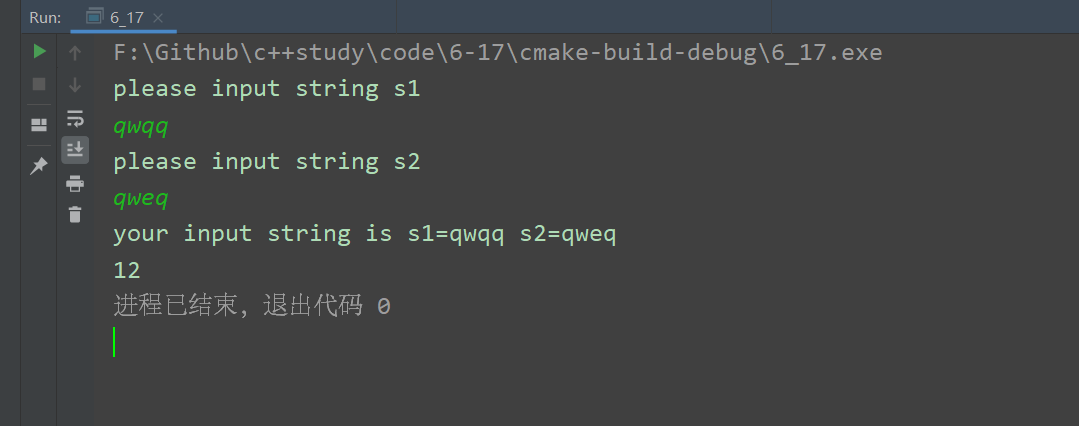 Run: 6_17
F:\Github\c++study\code\6-17\cmake-build-debug\6_17.exe
please input string s1
qwqq
please input string s2
qweq
your input string is s1=qwqq s2=qweq
12
进程已结束，退出代码 0